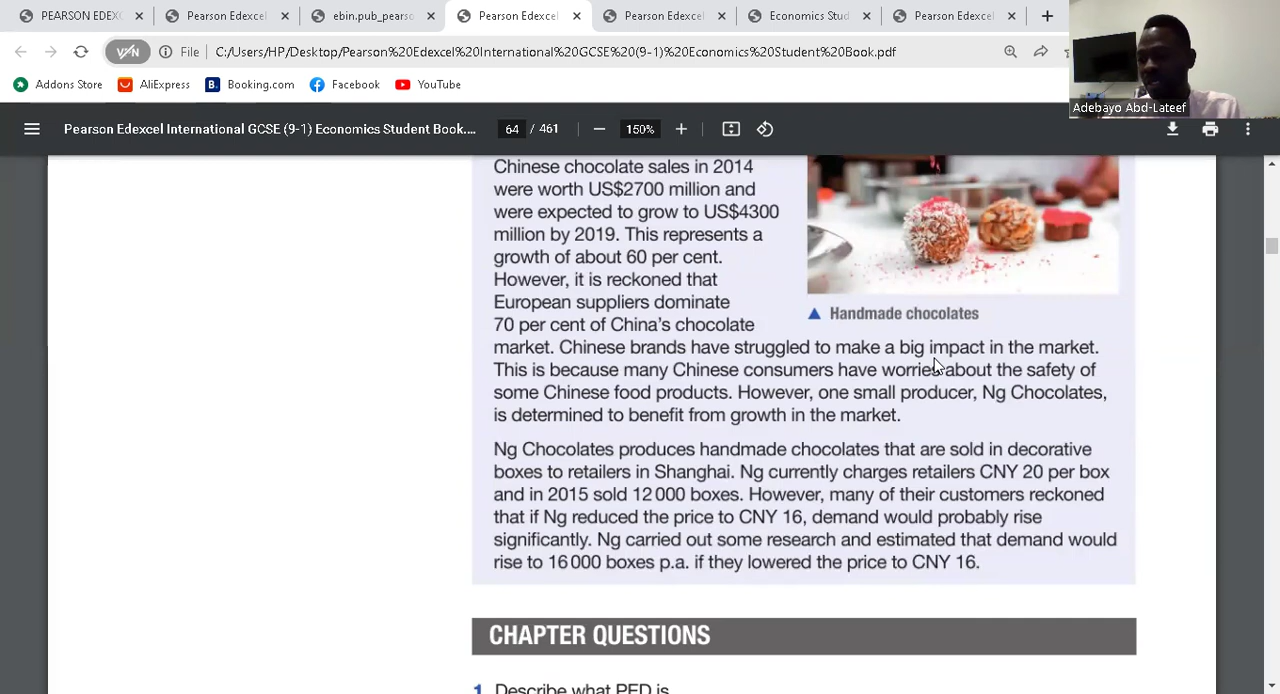 PEARSON EDEX
Pearson Edexcel
ebin.pub_pearso
Pearson Edexcel
Pearson Edexcel
Economics Stud
Pearson Edexcel
File
C:/Users/HP/Desktop/Pearson%20Edexcel%20International%20GCSE%20(9-1)%20Economics%20Student%20Book.pdf
Addons Store
AliExpress
B.
Booking.com
Facebook
YouTube
Adebayo Abd-Lateef
Pearson Edexcel International GCSE (9-1) Economics Student Book....
64 / 461
150%
Chinese chocolate sales in 2014
were worth US$2700 million and
were expected to grow to US$4300
million by 2019. This represents a
growth of about 60 per cent.
However, it is reckoned that
European suppliers dominate
70 per cent of China's chocolate
Handmade chocolates
market. Chinese brands have struggled to make a big impact in the market.
This is because many Chinese consumers have worries about the safety of
some Chinese food products. However, one small producer, Ng Chocolates,
is determined to benefit from growth in the market.
Ng Chocolates produces handmade chocolates that are sold in decorative
boxes to retailers in Shanghai. Ng currently charges retailers CNY 20 per box
and in 2015 sold 12 000 boxes. However, many of their customers reckoned
that if Ng reduced the price to CNY 16, demand would probably rise
significantly. Ng carried out some research and estimated that demand would
rise to 16 000 boxes p.a. if they lowered the price to CNY 16.
CHAPTER QUESTIONS
1 Describe what PED is.